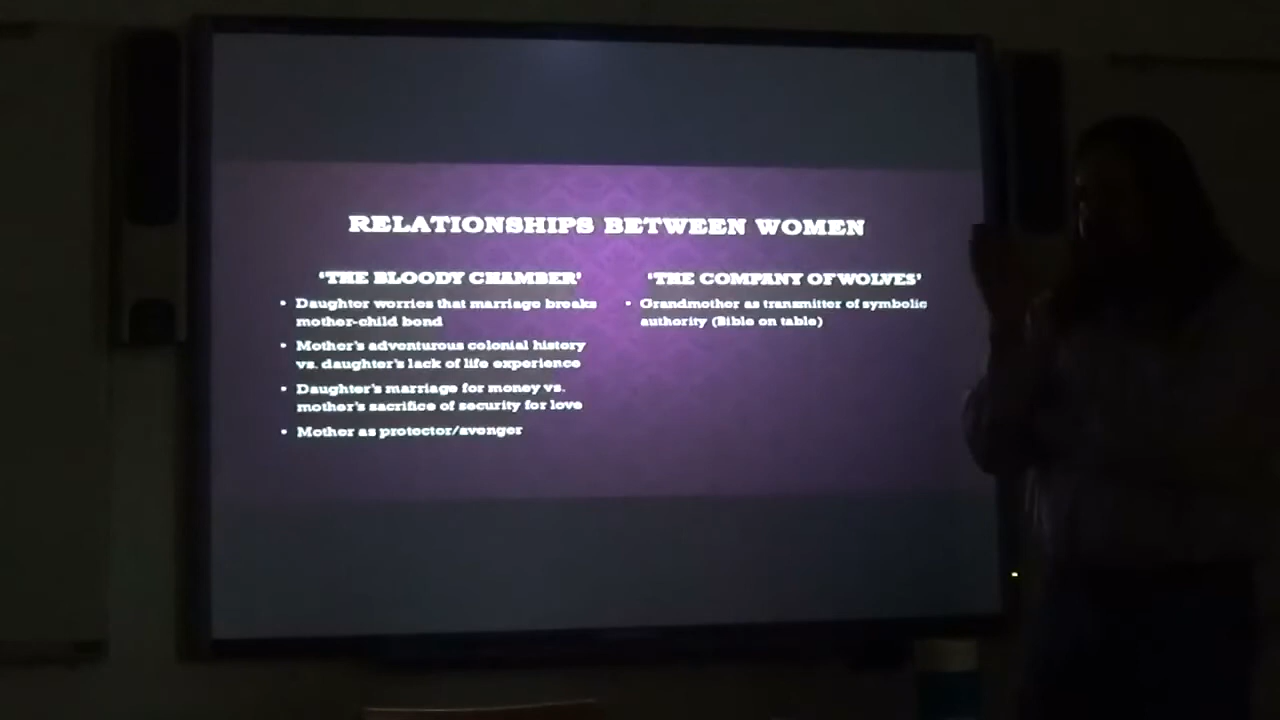 RELATIONSHIPS BETWEEN WOMEN
‘THE BLOODY CHAMBER’
• Daughter worries that marriage breaks
mother-child bond
• Mother’s adventurous colonial history
vs. daughter’s lack of life experience
• Daughter’s marriage for money vs.
mother’s sacrifice of security for love
• Mother as protector/avenger
‘THE COMPANY OF WOLVES’
• Grandmother as transmitter of symbolic
authority (Bible on table)